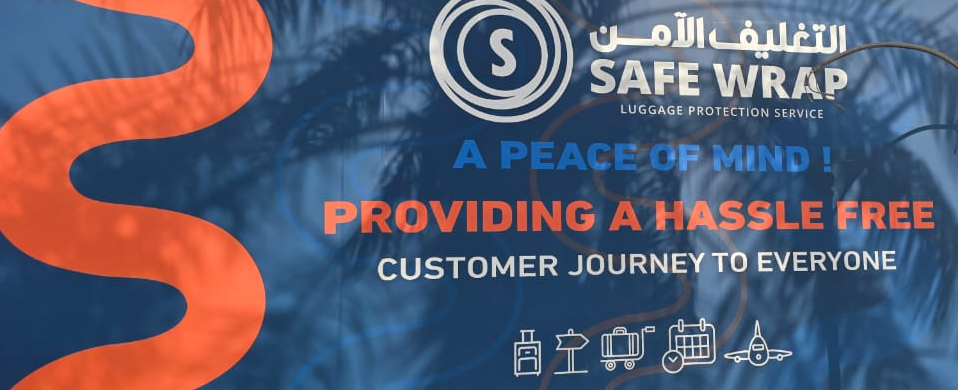 S
التغليف الآمن
SAFE WRAP
LUGGAGE PROTECTION SERVICE
A PEACE OF MIND !
PROVIDING A HASSLE FREE
CUSTOMER JOURNEY TO EVERYONE